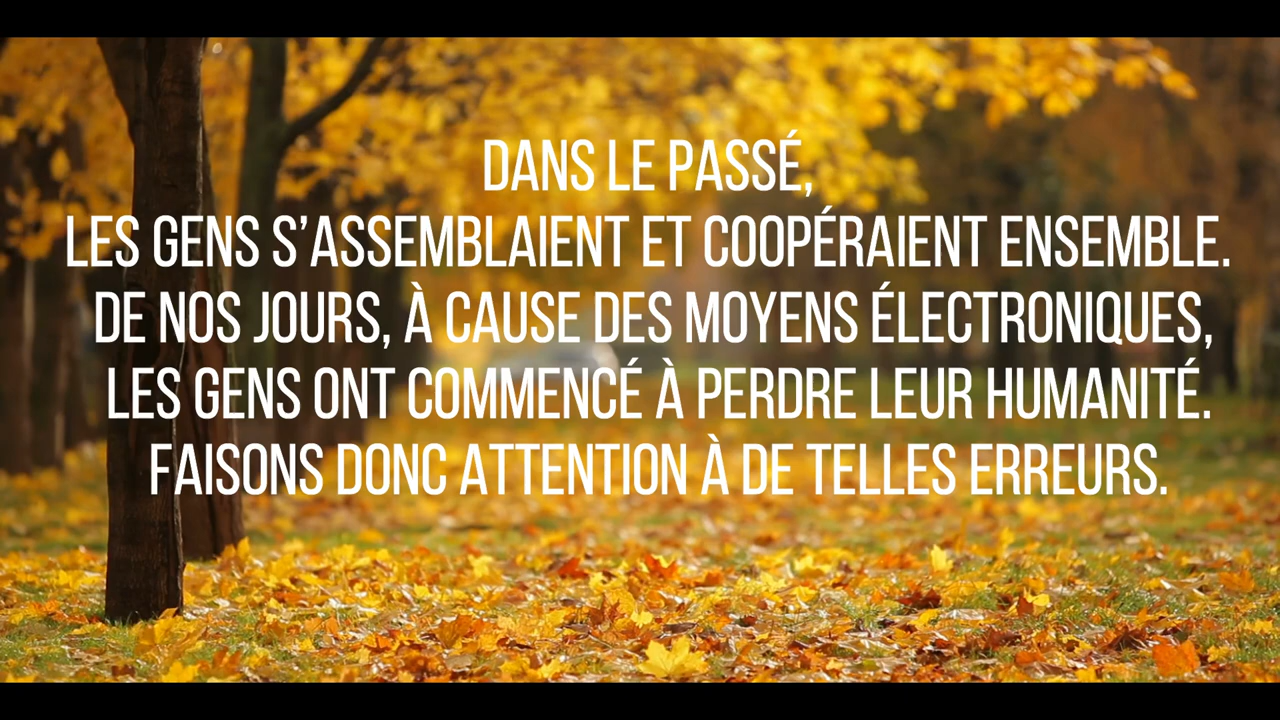 DANS LE PASSÉ,
LES GENS S’ASSEMBLAIENT ET COOPÉRAIENT ENSEMBLE.
DE NOS JOURS, À CAUSE DES MOYENS ÉLECTRONIQUES,
LES GENS ONT COMMENCÉ À PERDRE LEUR HUMANITÉ.
FAISONS DONC ATTENTION À DE TELLES ERREURS.